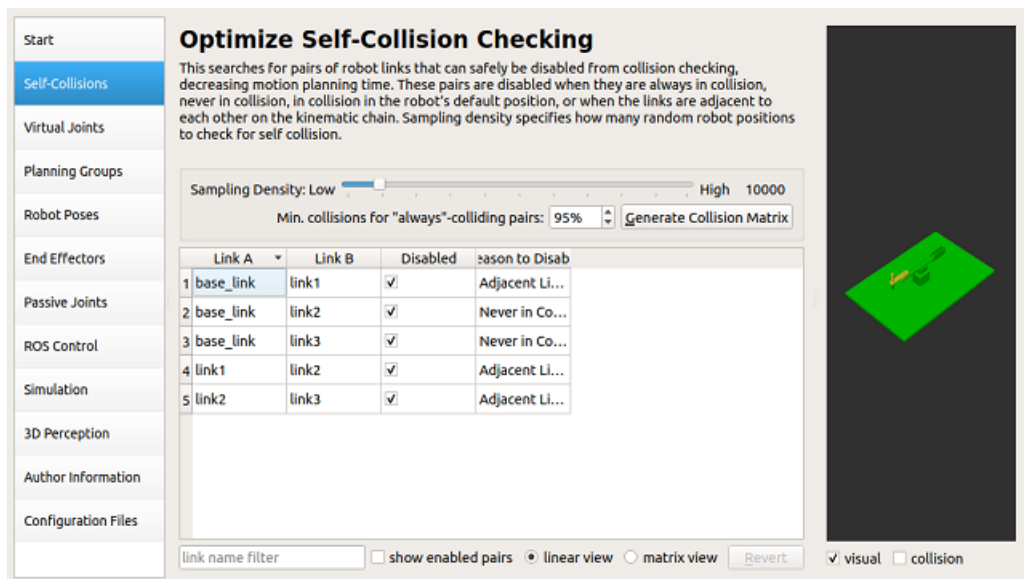 Start
Self-Collisions
Virtual Joints
Planning Groups
Robot Poses
End Effectors
Passive Joints
ROS Control
Simulation
3D Perception
Author Information
Configuration Files
Optimize Self-Collision Checking
This searches for pairs of robot links that can safely be disabled from collision checking,
decreasing motion planning time. These pairs are disabled when they are always in collision,
never in collision, in collision in the robot's default position, or when the links are adjacent to
each other on the kinematic chain. Sampling density specifies how many random robot positions
to check for self collision.
Sampling Density: Low High 10000
Min. collisions for "always"-colliding pairs: 95% Generate Collision Matrix
Link A Link B Disabled eason to Disab
1 base_link link1 Adjacent Li...
2 base_link link2 Never in Co...
3 base_link link3 Never in Co...
4 link1 link2 Adjacent Li...
5 link2 link3 Adjacent Li...
link name filter show enabled pairs linear view matrix view Revert
visual collision